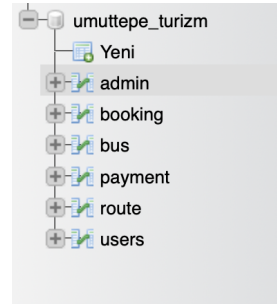 umuttepe_turizm
Yeni
admin
booking
bus
payment
route
users